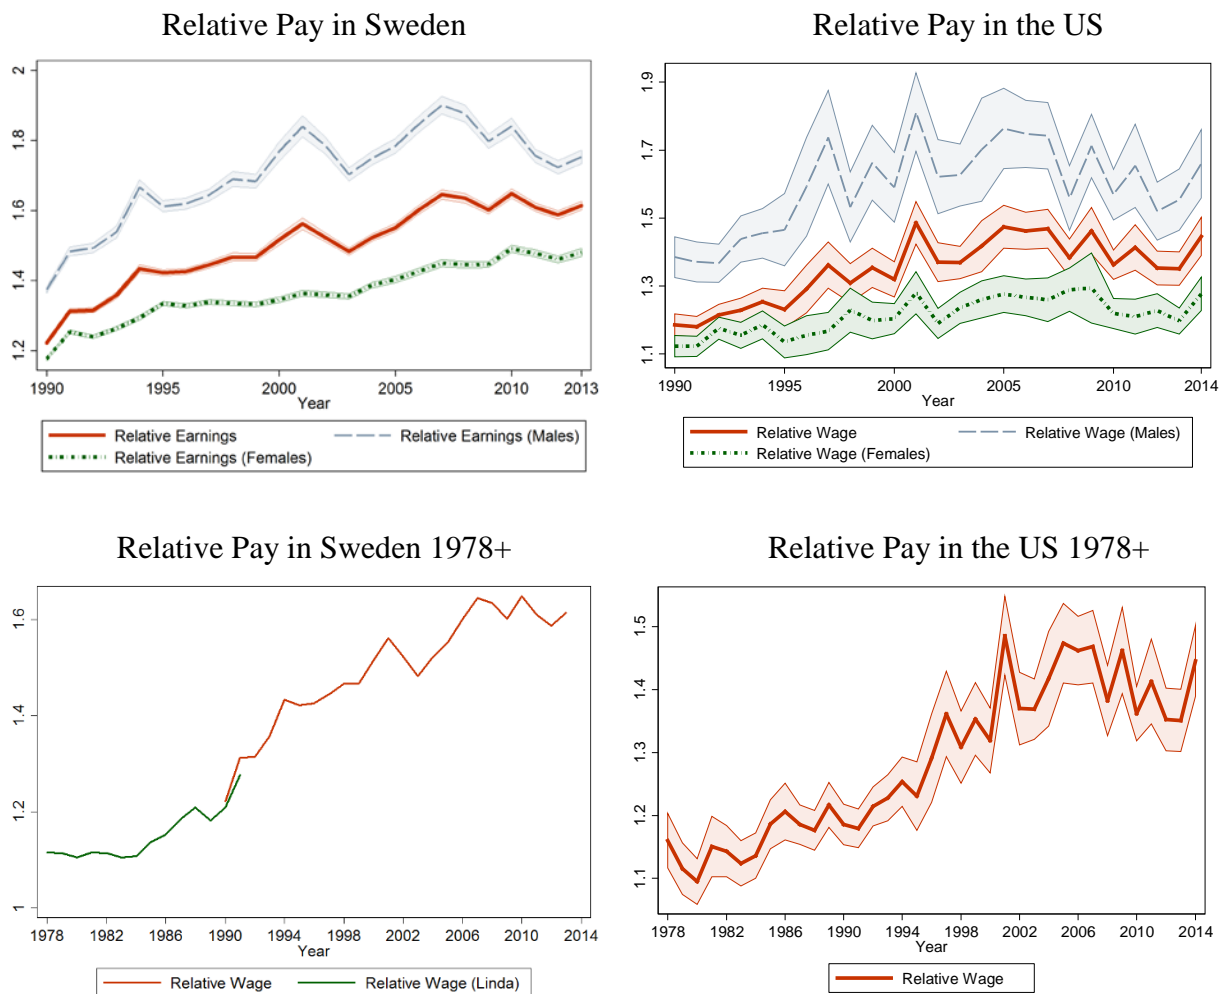 Relative Pay in Sweden
2
1.8
1.6
1.4
1.2
1990 1995 2000 2005 2010 2013
Year
Relative Earnings
Relative Earnings (Males)
Relative Earnings (Females)
Relative Pay in the US
1.9
1.7
1.5
1.3
1.1
1990 1995 2000 2005 2010 2014
Year
Relative Wage
Relative Wage (Males)
Relative Wage (Females)
Relative Pay in Sweden 1978+
1.6
1.4
1.2
1
1978 1982 1986 1990 1994 1998 2002 2006 2010 2014
Year
Relative Wage
Relative Wage (Linda)
Relative Pay in the US 1978+
1.5
1.4
1.3
1.2
1.1
1978 1982 1986 1990 1994 1998 2002 2006 2010 2014
Year
Relative Wage